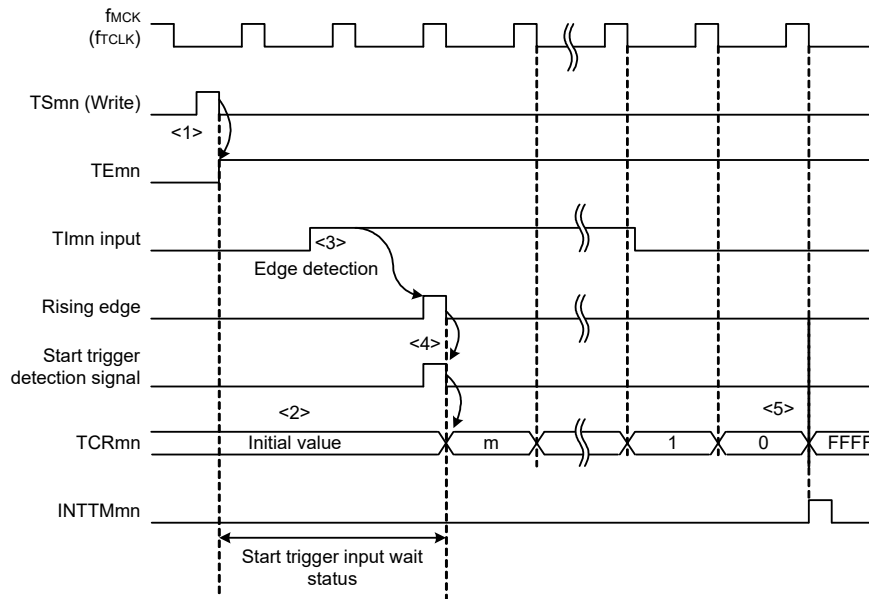 fMCK
(fTCLK)
TSmn (Write)
<1>
TEmn
TImn input
<3>
Edge detection
Rising edge
<4>
Start trigger
detection signal
<2>
<5>
TCRmn
Initial value
m
1
0
FFFF
INTTMmn
Start trigger input wait
status